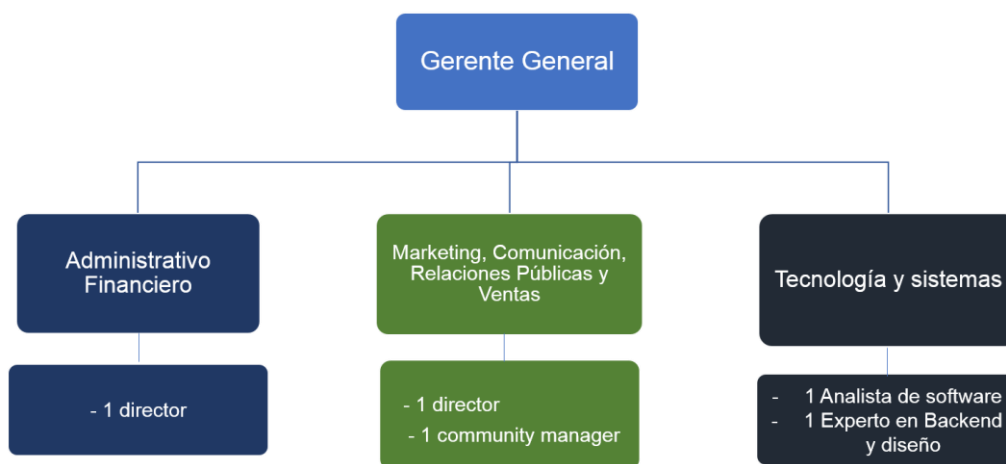 Gerente General
Administrativo
Financiero
Marketing, Comunicación,
Relaciones Públicas y
Ventas
Tecnología y sistemas
- 1 director
- 1 director
- 1 community manager
- 1 Analista de software
- 1 Experto en Backend
y diseño